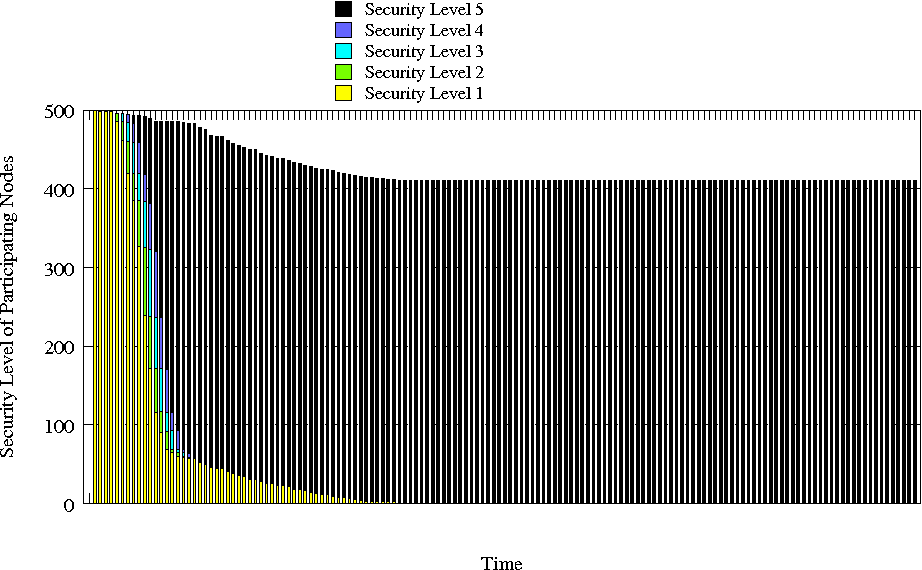 Security Level 5
Security Level 4
Security Level 3
Security Level 2
Security Level 1
500
400
300
200
100
0
Security Level of Participating Nodes
Time